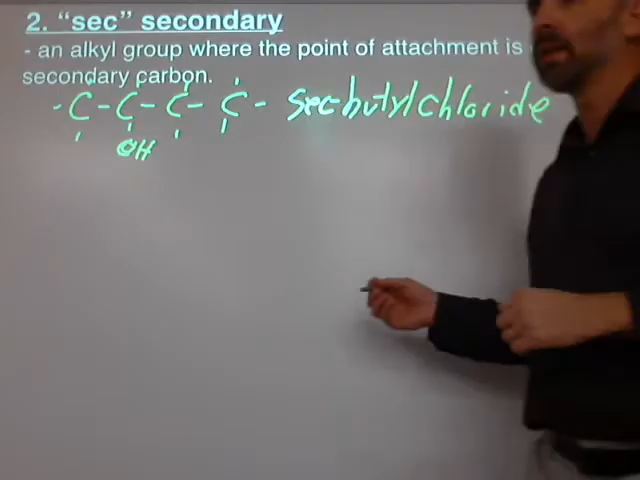 2. "sec" secondary
- an alkyl group where the point of attachment is
secondary carbon.
- C - C - C - C - secbutylchloride
OH